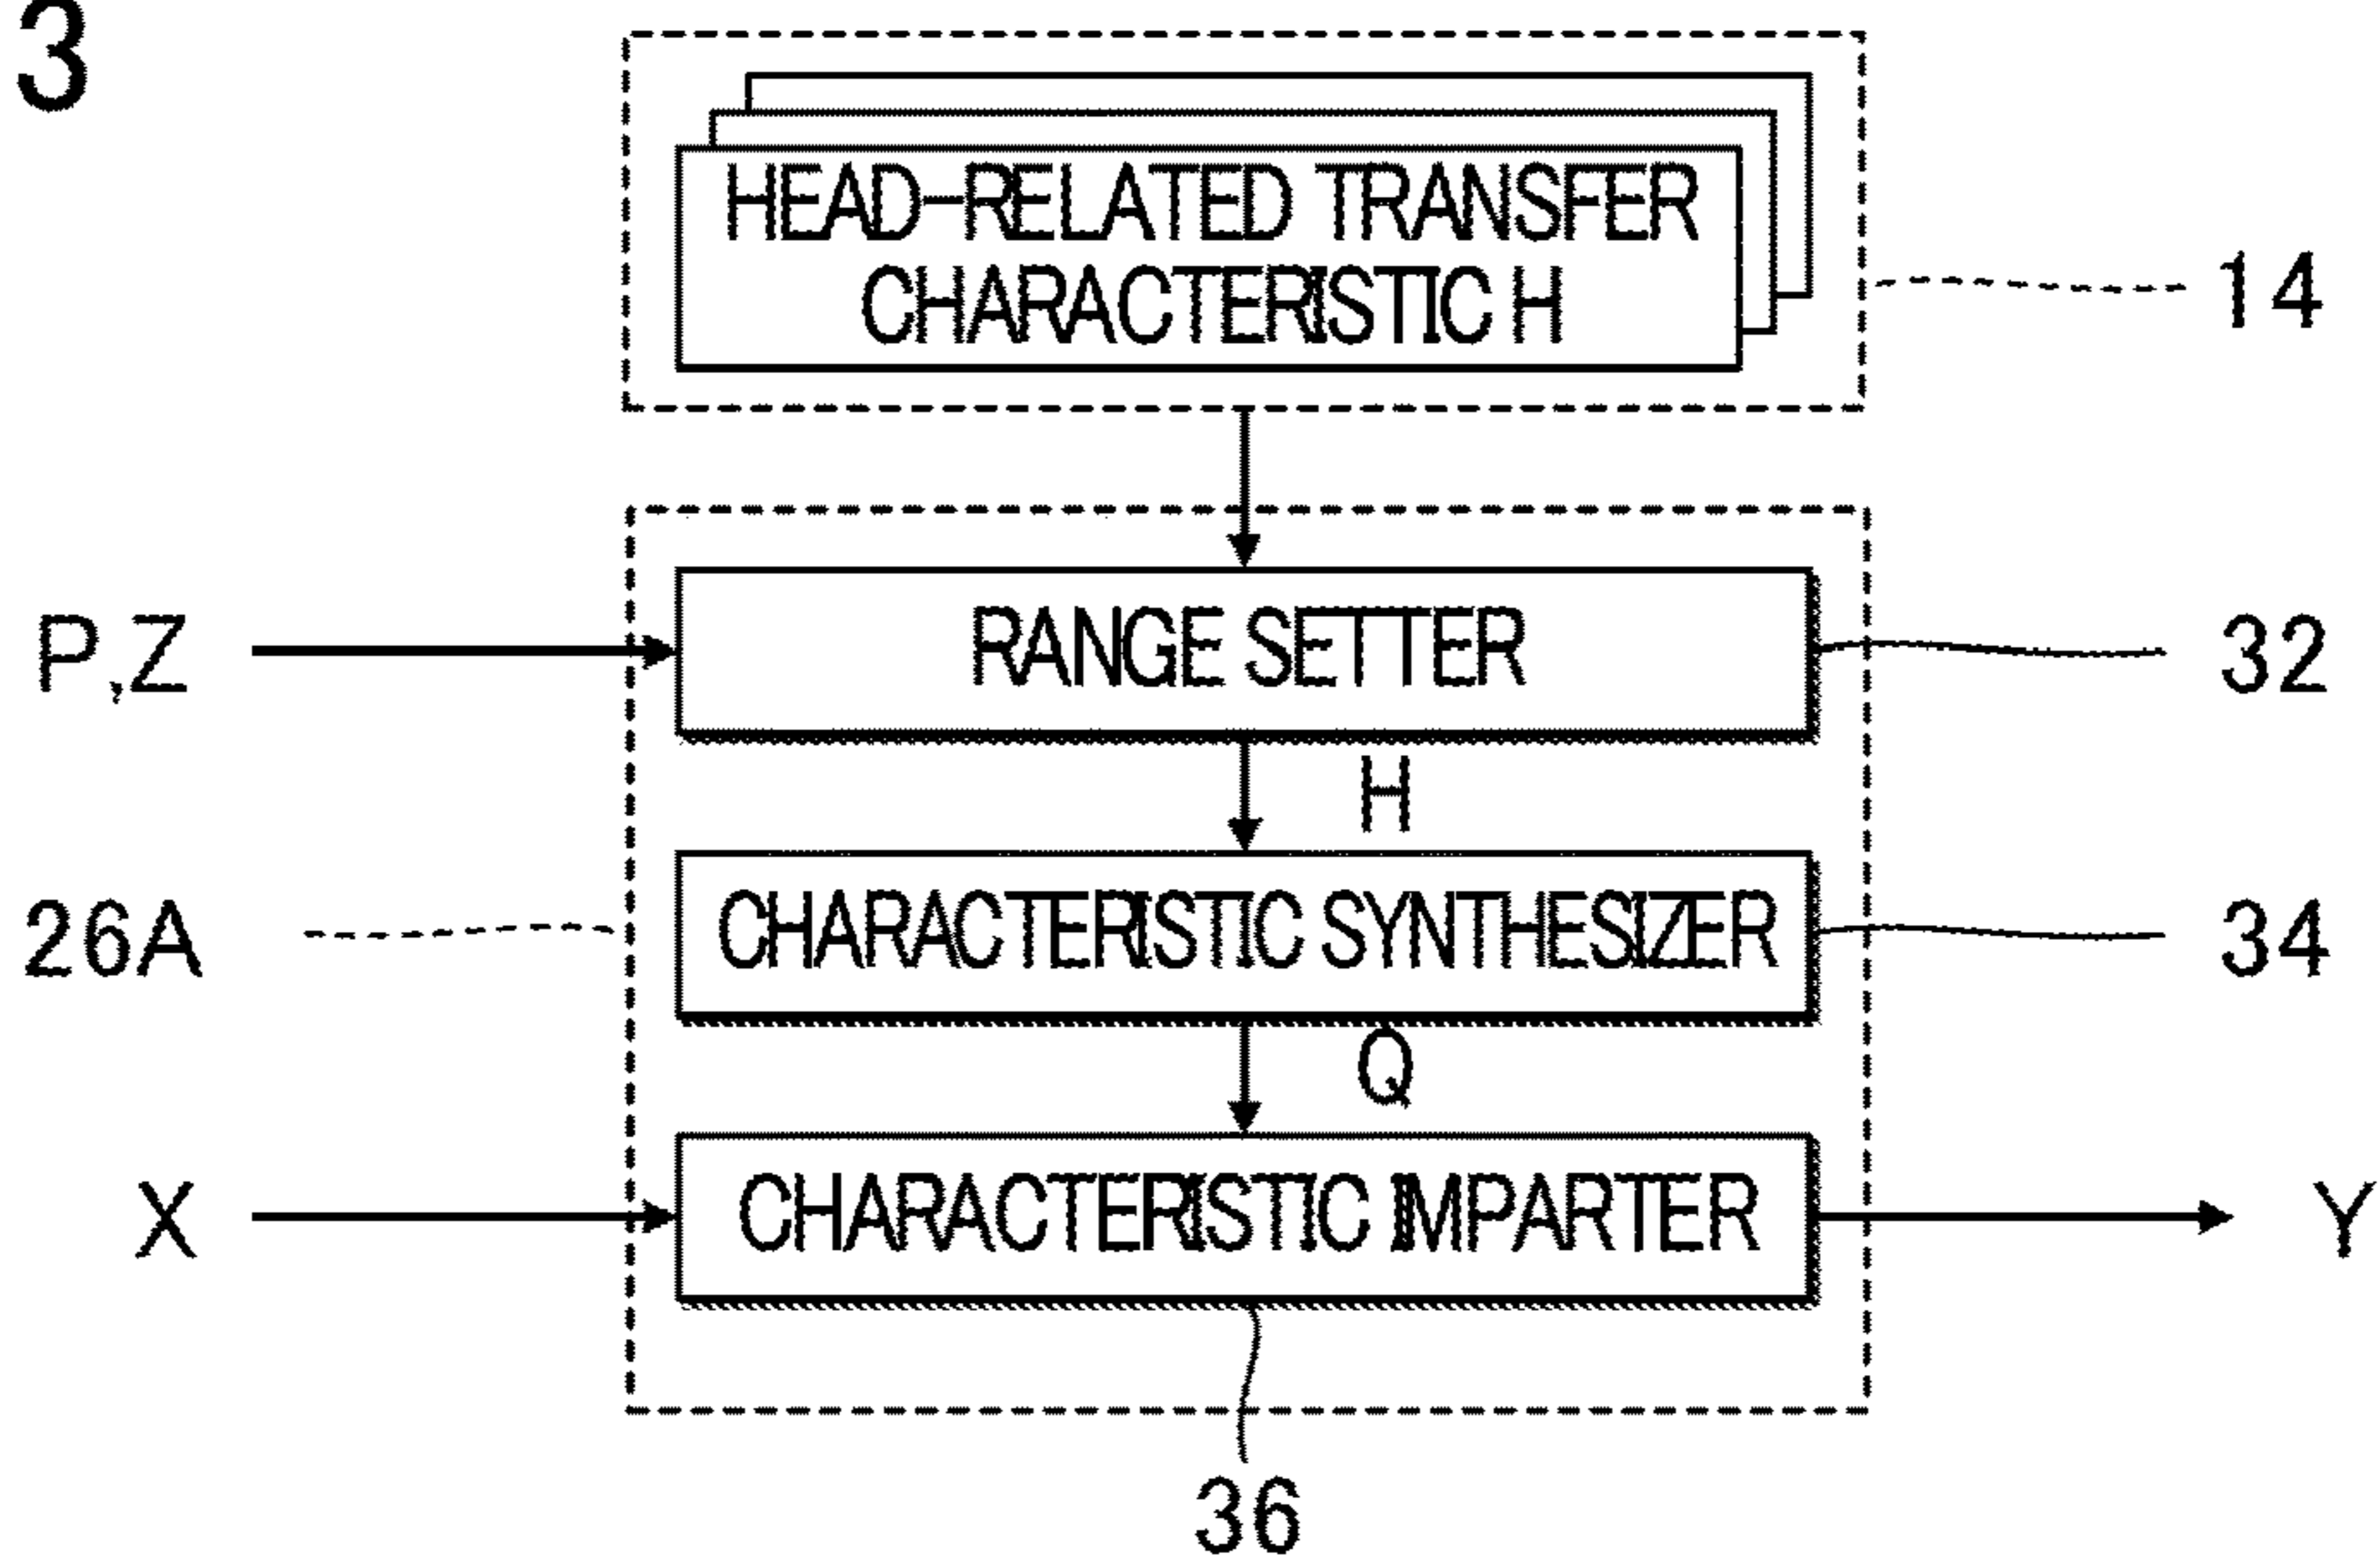 3
HEAD-RELATED TRANSFER
CHARACTERISTIC H
14
P,Z
RANGE SETTER
32
H
26A
CHARACTERISTIC SYNTHESIZER
34
Q
X
CHARACTERISTIC IMPARTER
Y
36